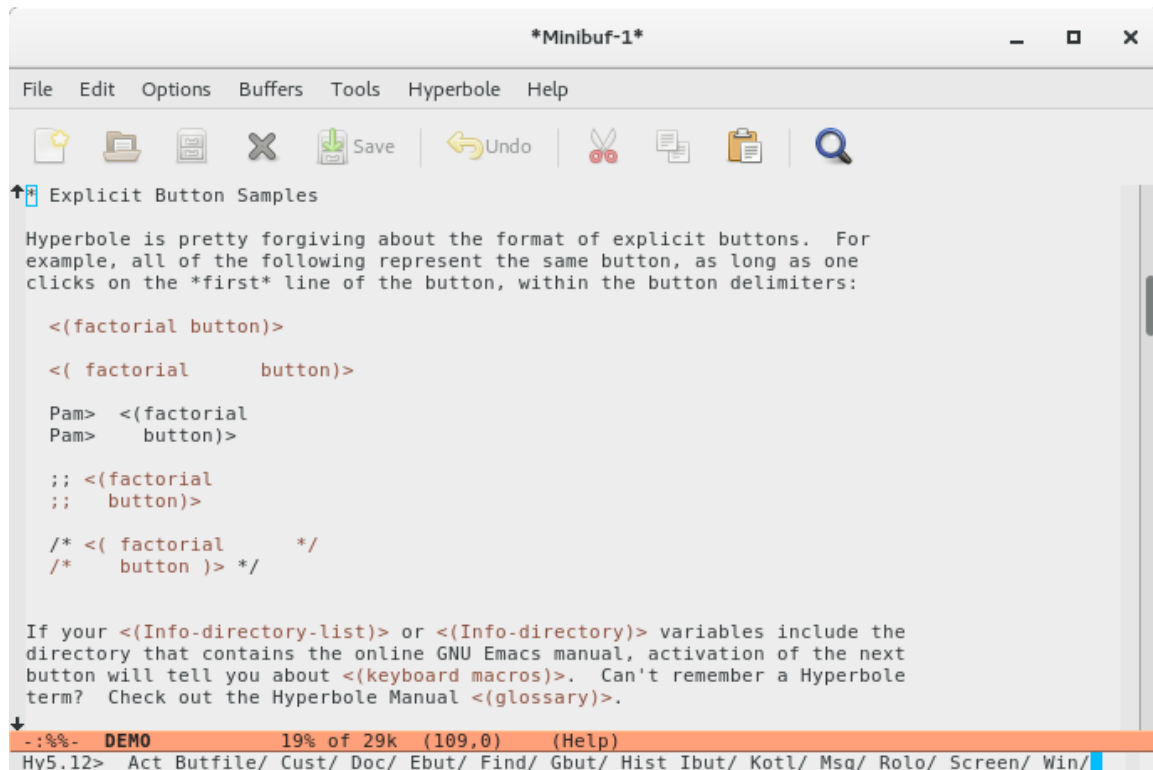 *Minibuf-1*
File Edit Options Buffers Tools Hyperbole Help
Save Undo
* Explicit Button Samples
Hyperbole is pretty forgiving about the format of explicit buttons.  For
example, all of the following represent the same button, as long as one
clicks on the *first* line of the button, within the button delimiters:
<(factorial button)>
<( factorial      button)>
Pam>  <(factorial
Pam>    button)>
;; <(factorial
;;   button)>
/* <( factorial      */
/*    button )> */
If your <(Info-directory-list)> or <(Info-directory)> variables include the
directory that contains the online GNU Emacs manual, activation of the next
button will tell you about <(keyboard macros)>.  Can't remember a Hyperbole
term?  Check out the Hyperbole Manual <(glossary)>.
-:%%-  DEMO           19% of 29k  (109,0)    (Help)
Hy5.12>  Act Butfile/ Cust/ Doc/ Ebut/ Find/ Gbut/ Hist Ibut/ Kotl/ Msg/ Rolo/ Screen/ Win/